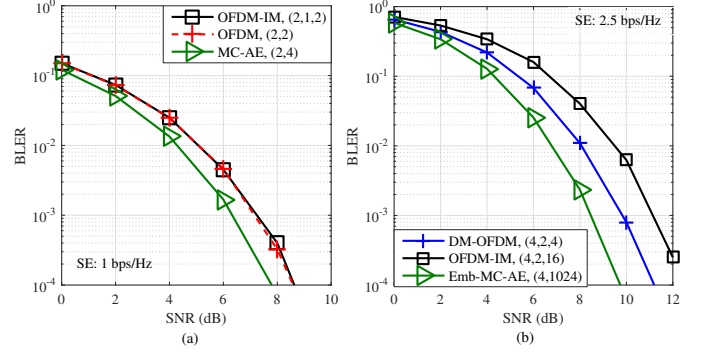 10^0
10^-1
10^-2
10^-3
10^-4
BLER
OFDM-IM, (2,1,2)
OFDM, (2,2)
MC-AE, (2,4)
SE: 1 bps/Hz
0 2 4 6 8 10
SNR (dB)
(a)
10^0
10^-1
10^-2
10^-3
10^-4
BLER
SE: 2.5 bps/Hz
DM-OFDM, (4,2,4)
OFDM-IM, (4,2,16)
Emb-MC-AE, (4,1024)
0 2 4 6 8 10 12
SNR (dB)
(b)